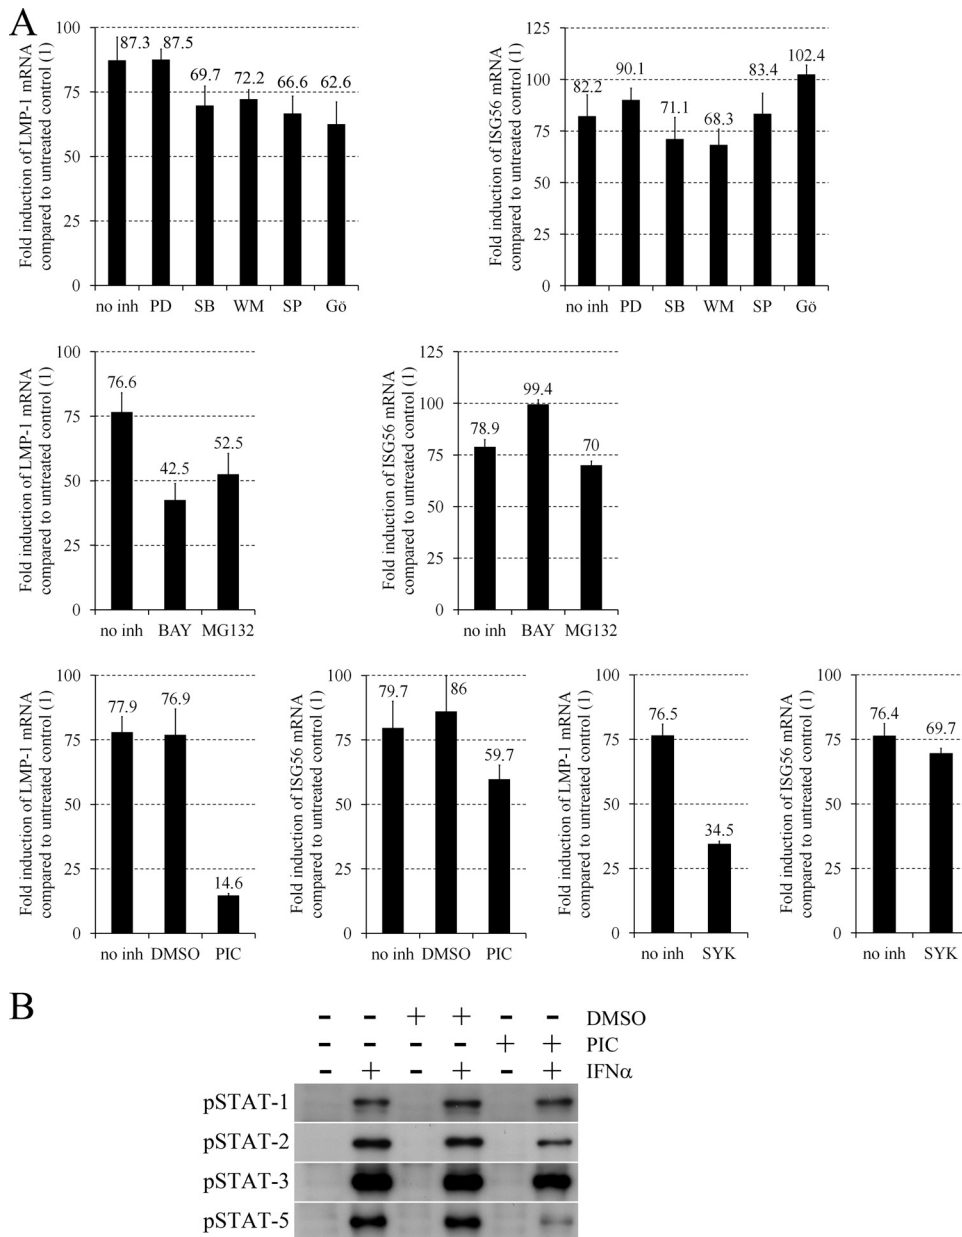 A
Fold induction of LMP-1 mRNA
compared to untreated control (1)
100
75
50
25
0
87.3
87.5
69.7
72.2
66.6
62.6
no inh PD SB WM SP Gö
Fold induction of ISG56 mRNA
compared to untreated control (1)
125
100
75
50
25
0
82.2
90.1
71.1
68.3
83.4
102.4
no inh PD SB WM SP Gö
Fold induction of LMP-1 mRNA
compared to untreated control (1)
100
75
50
25
0
76.6
42.5
52.5
no inh BAY MG132
Fold induction of ISG56 mRNA
compared to untreated control (1)
125
100
75
50
25
0
78.9
99.4
70
no inh BAY MG132
Fold induction of LMP-1 mRNA
compared to untreated control (1)
100
75
50
25
0
77.9
76.9
14.6
no inh DMSO PIC
Fold induction of ISG56 mRNA
compared to untreated control (1)
100
75
50
25
0
79.7
86
59.7
no inh DMSO PIC
Fold induction of LMP-1 mRNA
compared to untreated control (1)
100
75
50
25
0
76.5
34.5
no inh SYK
Fold induction of ISG56 mRNA
compared to untreated control (1)
100
75
50
25
0
76.4
69.7
no inh SYK
B
- - + + - - DMSO
- - - - + + PIC
- + - + - + IFNα
pSTAT-1
pSTAT-2
pSTAT-3
pSTAT-5